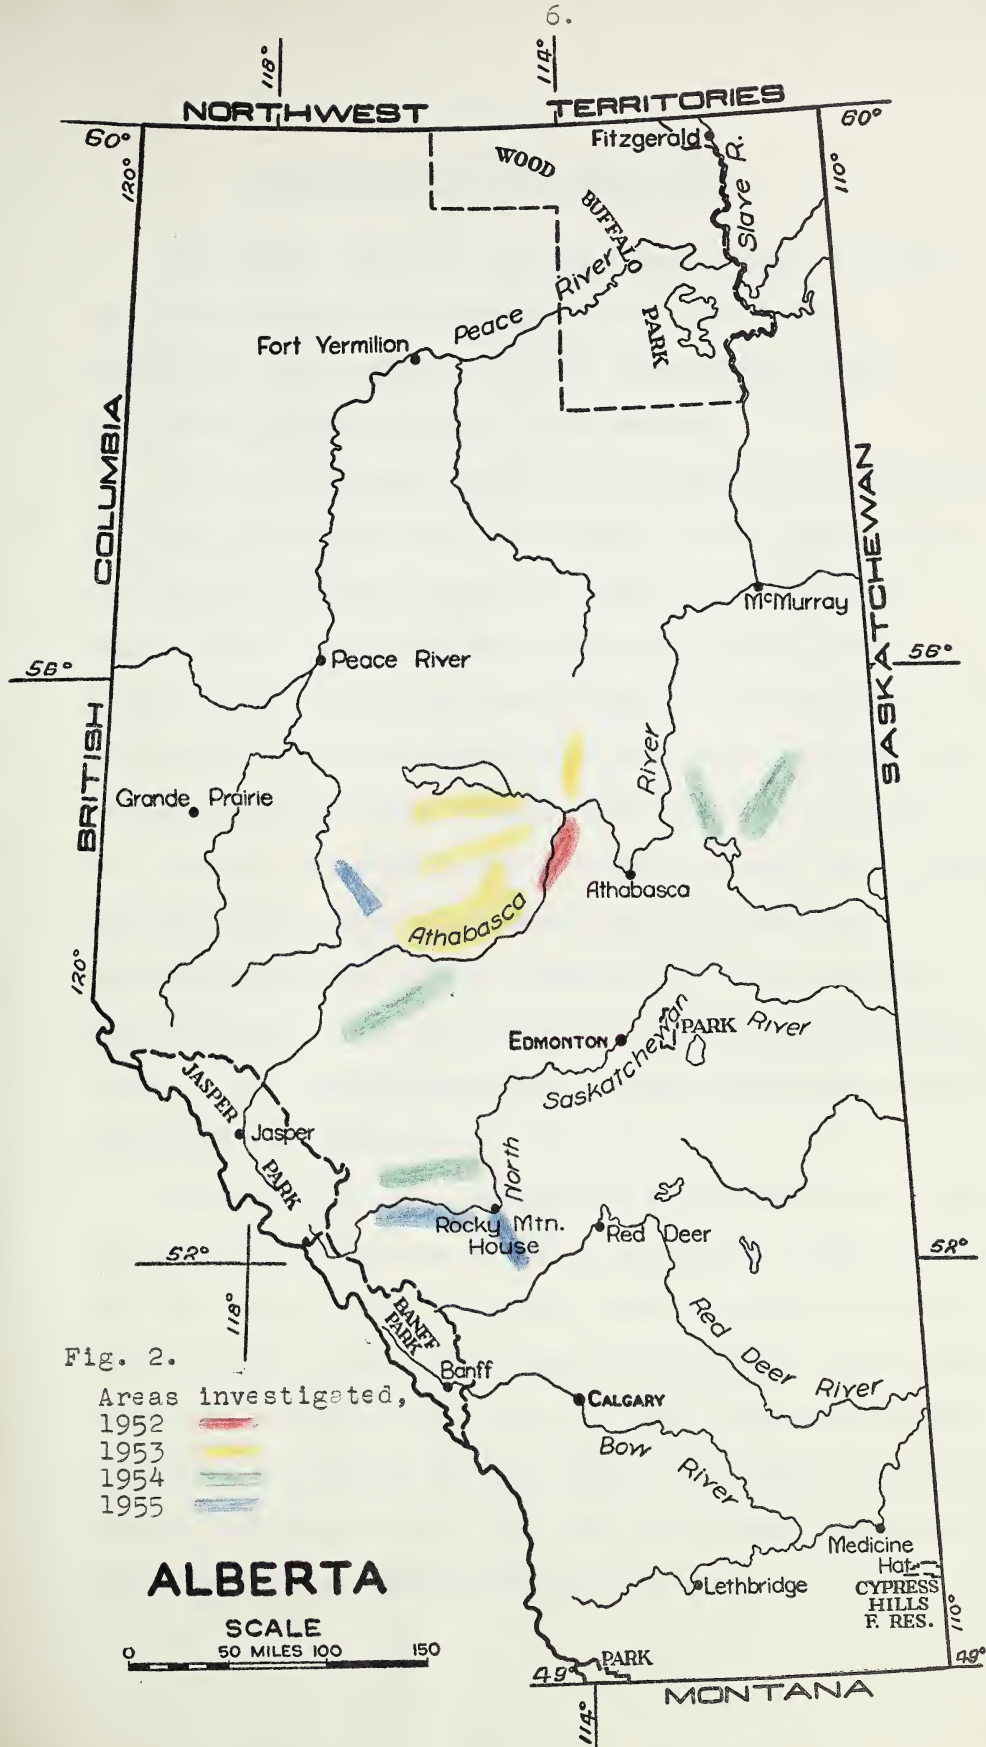 6.
118°
114°
NORTHWEST TERRITORIES
60°
60°
120°
110°
Fitzgerald
WOOD
BUFFALO
PARK
Slave R.
Peace River
Fort Vermilion
COLUMBIA
BRITISH
SASKATCHEWAN
McMurray
56°
Peace River
56°
River
Grande Prairie
Athabasca
Athabasca
120°
EDMONTON
PARK
River
Saskatchewan
North
JASPER
PARK
Jasper
Rocky Mtn.
House
Red Deer
52°
52°
118°
BANFF
PARK
Banff
Red Deer River
CALGARY
Bow River
Fig. 2.
Areas investigated,
1952
1953
1954
1955
Medicine
Hat
CYPRESS
HILLS
F. RES.
110°
Lethbridge
ALBERTA
SCALE
0 50 MILES 100 150
PARK
49°
49°
MONTANA
114°